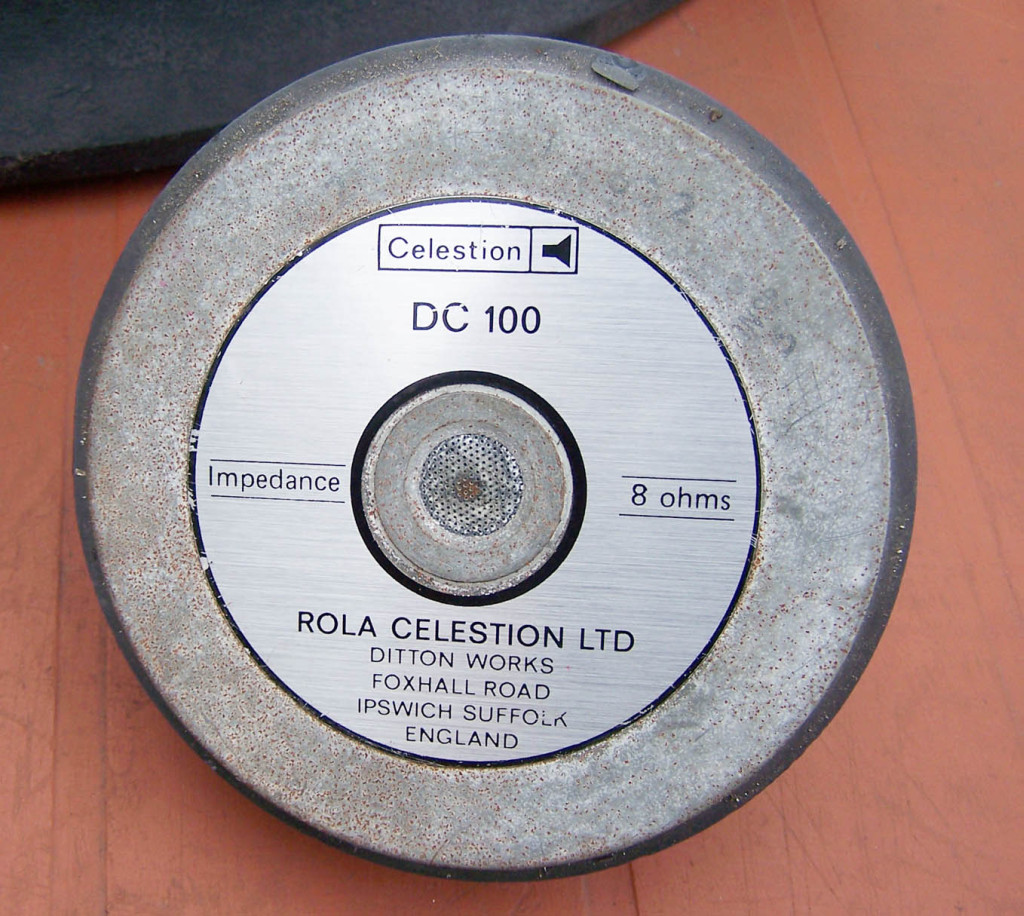 Celestion
DC 100
Impedance
8 ohms
ROLA CELESTION LTD
DITTON WORKS
FOXHALL ROAD
IPSWICH SUFFOLK
ENGLAND